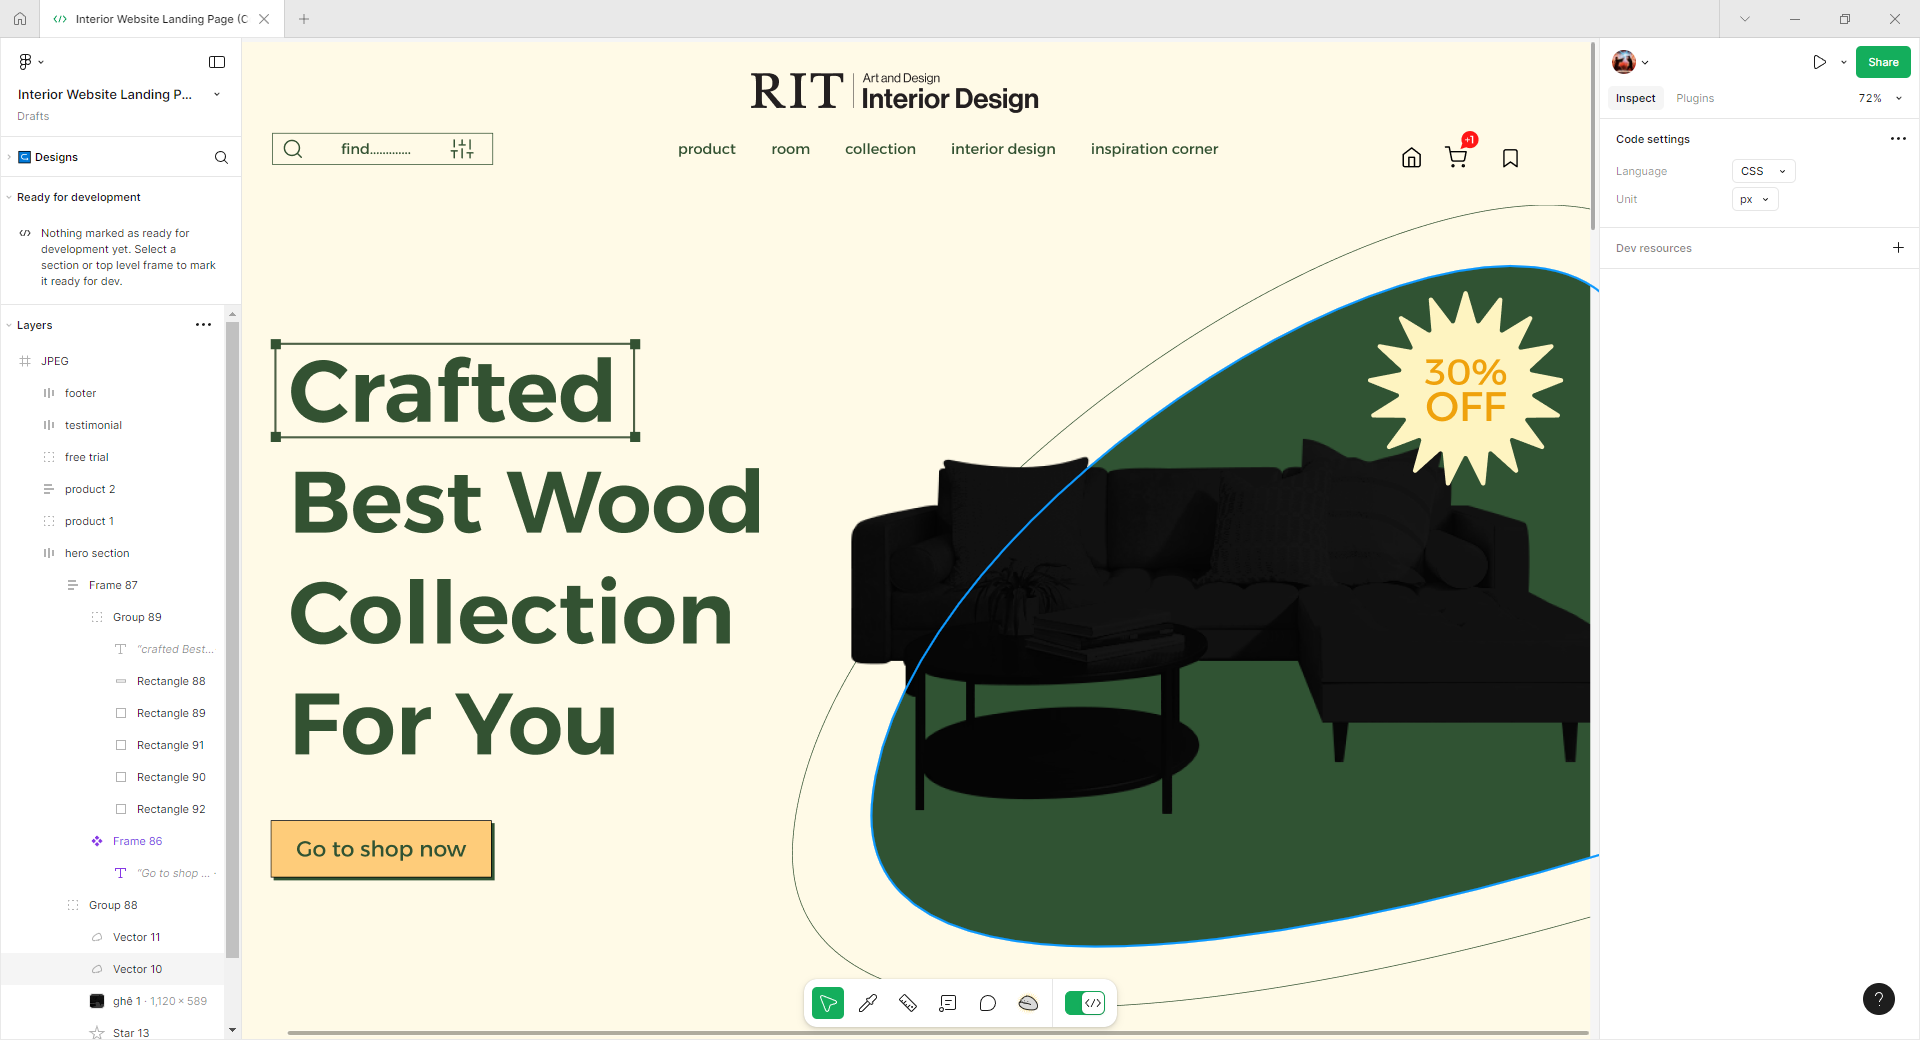 Interior Website Landing Page (C
Interior Website Landing P...
Drafts
Designs
Ready for development
Nothing marked as ready for
development yet. Select a
section or top level frame to mark
it ready for dev.
Layers
JPEG
footer
testimonial
free trial
product 2
product 1
hero section
Frame 87
Group 89
"crafted Best...
Rectangle 88
Rectangle 89
Rectangle 91
Rectangle 90
Rectangle 92
Frame 86
"Go to shop ... ·
Group 88
Vector 11
Vector 10
ghế 1 · 1,120 × 589
Star 13
RIT
Art and Design
Interior Design
find.............
product room collection interior design inspiration corner
+1
Crafted
Best Wood
Collection
For You
Go to shop now
30%
OFF
Share
Inspect Plugins 72%
Code settings
Language CSS
Unit px
Dev resources
?